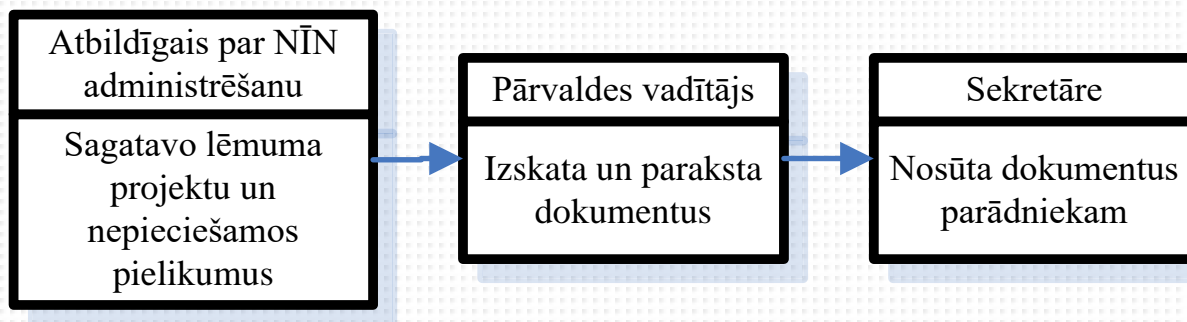 Atbildīgais par NĪN
administrēšanu
Sagatavo lēmuma
projektu un
nepieciešamos
pielikumus
Pārvaldes vadītājs
Izskata un paraksta
dokumentus
Sekretāre
Nosūta dokumentus
parādniekam